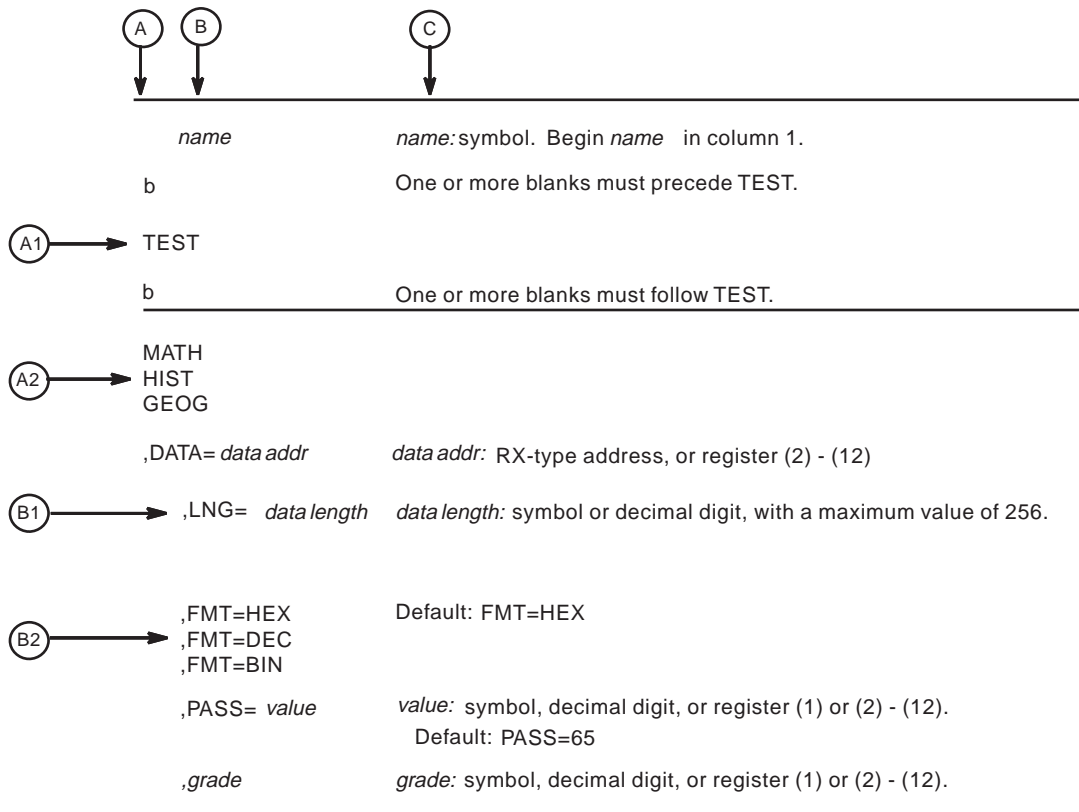 A B C
name name: symbol. Begin name in column 1.
b One or more blanks must precede TEST.
A1 TEST
b One or more blanks must follow TEST.
MATH
A2 HIST
GEOG
,DATA= data addr data addr: RX-type address, or register (2) - (12)
B1 ,LNG= data length data length: symbol or decimal digit, with a maximum value of 256.
,FMT=HEX Default: FMT=HEX
B2 ,FMT=DEC
,FMT=BIN
,PASS= value value: symbol, decimal digit, or register (1) or (2) - (12).
Default: PASS=65
,grade grade: symbol, decimal digit, or register (1) or (2) - (12).